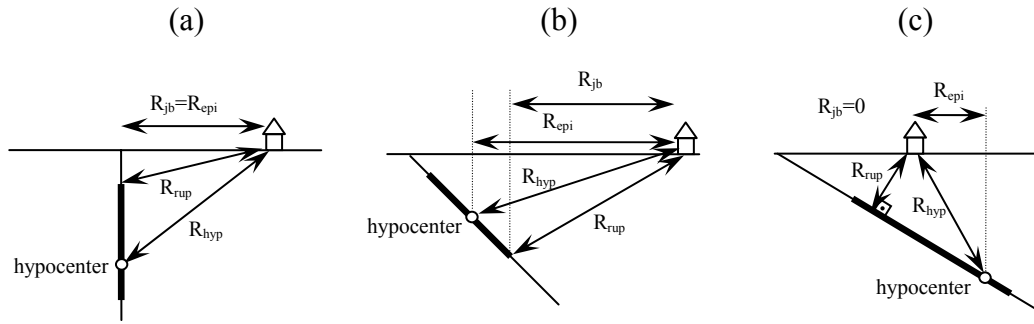 (a)
R_jb=R_epi
R_rup
R_hyp
hypocenter
(b)
R_jb
R_epi
R_hyp
hypocenter
R_rup
(c)
R_epi
R_jb=0
R_rup
R_hyp
hypocenter